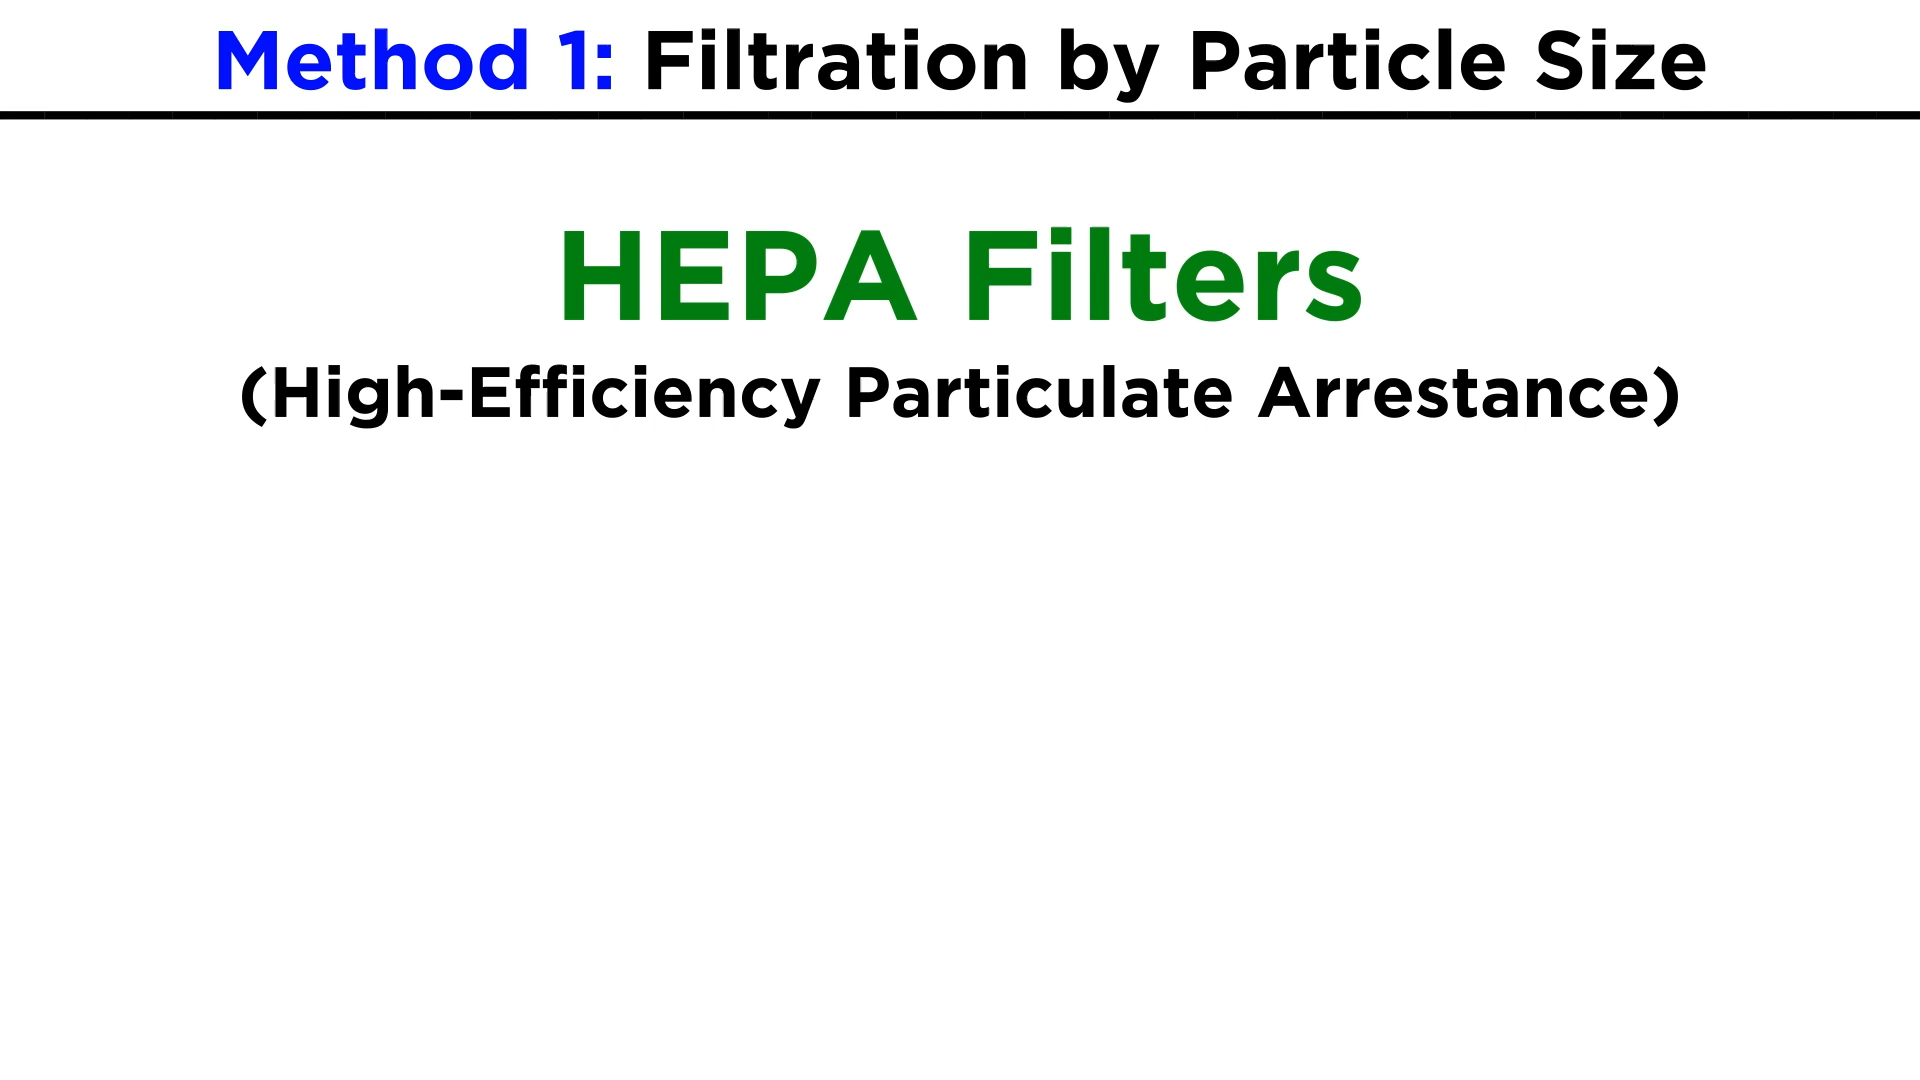 Method 1: Filtration by Particle Size
HEPA Filters
(High-Efficiency Particulate Arrestance)